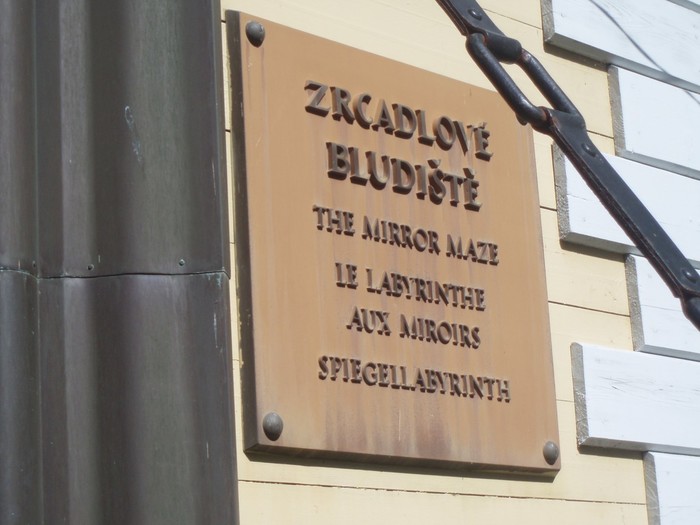 ZRCADLOVÉ
BLUDIŠTĚ
THE MIRROR MAZE
LE LABYRINTHE
AUX MIROIRS
SPIEGELLABYRINTH